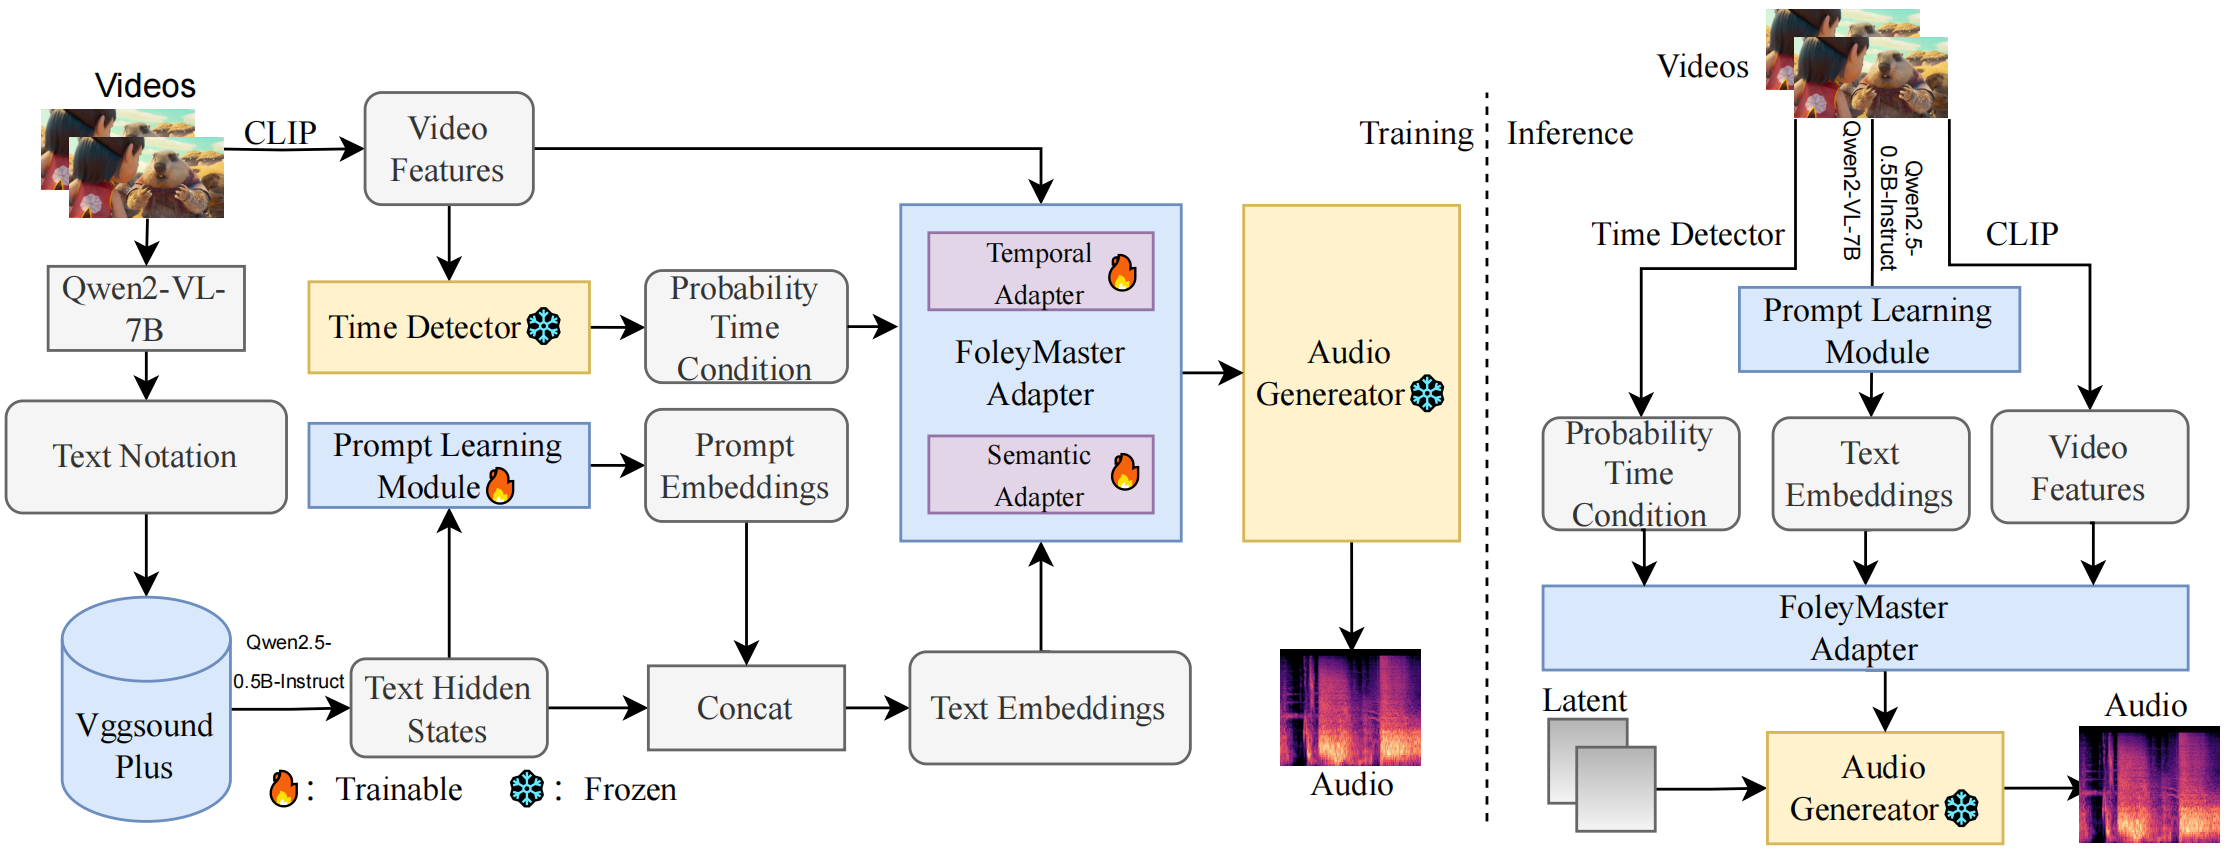 Videos
CLIP
Video
Features
Qwen2-VL-
7B
Time Detector
Probability
Time
Condition
Text Notation
Prompt Learning
Module
Prompt
Embeddings
Temporal
Adapter
FoleyMaster
Adapter
Semantic
Adapter
Audio
Genereator
Vggsound
Plus
Qwen2.5-
0.5B-Instruct
Text Hidden
States
Concat
Text Embeddings
Audio
: Trainable
: Frozen
Training
Inference
Videos
Time Detector
Qwen2-VL-7B
Qwen2.5-
0.5B-Instruct
CLIP
Prompt Learning
Module
Probability
Time
Condition
Text
Embeddings
Video
Features
FoleyMaster
Adapter
Latent
Audio
Genereator
Audio